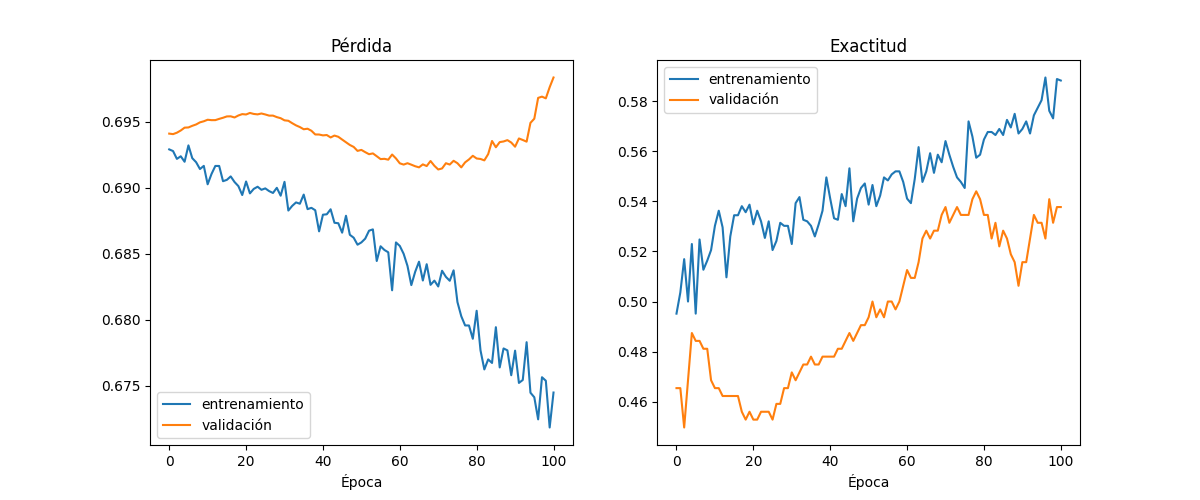 Pérdida
0.695
0.690
0.685
0.680
0.675
entrenamiento
validación
0 20 40 60 80 100
Época
Exactitud
entrenamiento
validación
0.58
0.56
0.54
0.52
0.50
0.48
0.46
0 20 40 60 80 100
Época